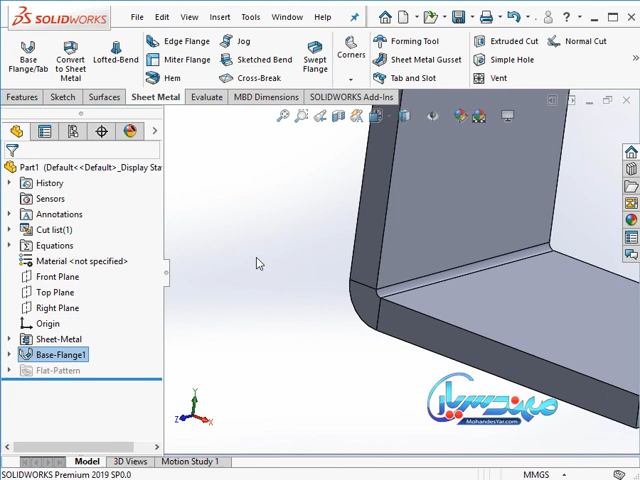 SOLIDWORKS
File Edit View Insert Tools Window Help
Base Flange/Tab
Convert to Sheet Metal
Lofted-Bend
Edge Flange
Miter Flange
Hem
Jog
Sketched Bend
Cross-Break
Swept Flange
Corners
Forming Tool
Sheet Metal Gusset
Tab and Slot
Extruded Cut
Simple Hole
Vent
Normal Cut
Features Sketch Surfaces Sheet Metal Evaluate MBD Dimensions SOLIDWORKS Add-Ins
Part1 (Default<<Default>_Display Sta
History
Sensors
Annotations
Cut list(1)
Equations
Material <not specified>
Front Plane
Top Plane
Right Plane
Origin
Sheet-Metal
Base-Flange1
Flat-Pattern
Y
Z
X
مهندسیار
MohandesYar.com
Model 3D Views Motion Study 1
SOLIDWORKS Premium 2019 SP0.0
MMGS